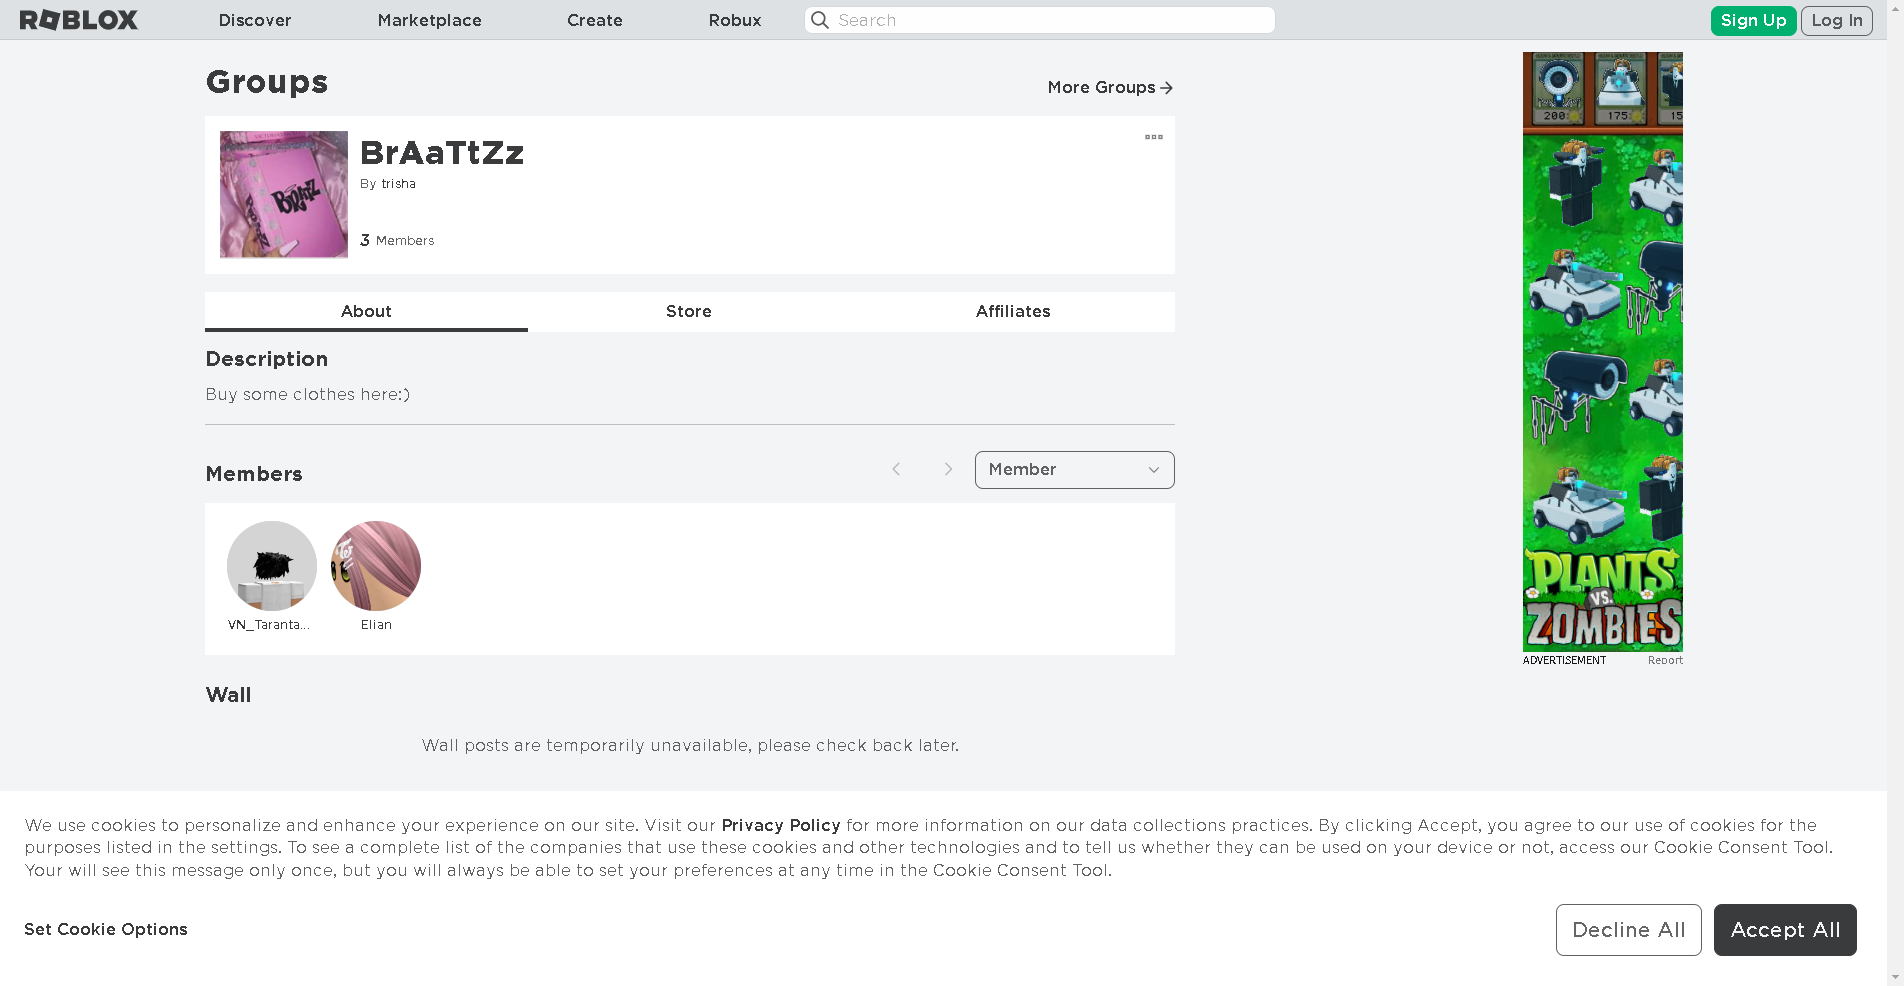 ROBLOX
Discover
Marketplace
Create
Robux
Search
Sign Up
Log In
Groups
More Groups
BrAaTtZz
By trisha
3 Members
BRATZ
About
Store
Affiliates
Description
Buy some clothes here:)
Members
Member
VN_Taranta...
Elian
Wall
Wall posts are temporarily unavailable, please check back later.
200
175
15
PLANTS
VS.
ZOMBIES
ADVERTISEMENT
Report
We use cookies to personalize and enhance your experience on our site. Visit our Privacy Policy for more information on our data collections practices. By clicking Accept, you agree to our use of cookies for the
purposes listed in the settings. To see a complete list of the companies that use these cookies and other technologies and to tell us whether they can be used on your device or not, access our Cookie Consent Tool.
Your will see this message only once, but you will always be able to set your preferences at any time in the Cookie Consent Tool.
Set Cookie Options
Decline All
Accept All